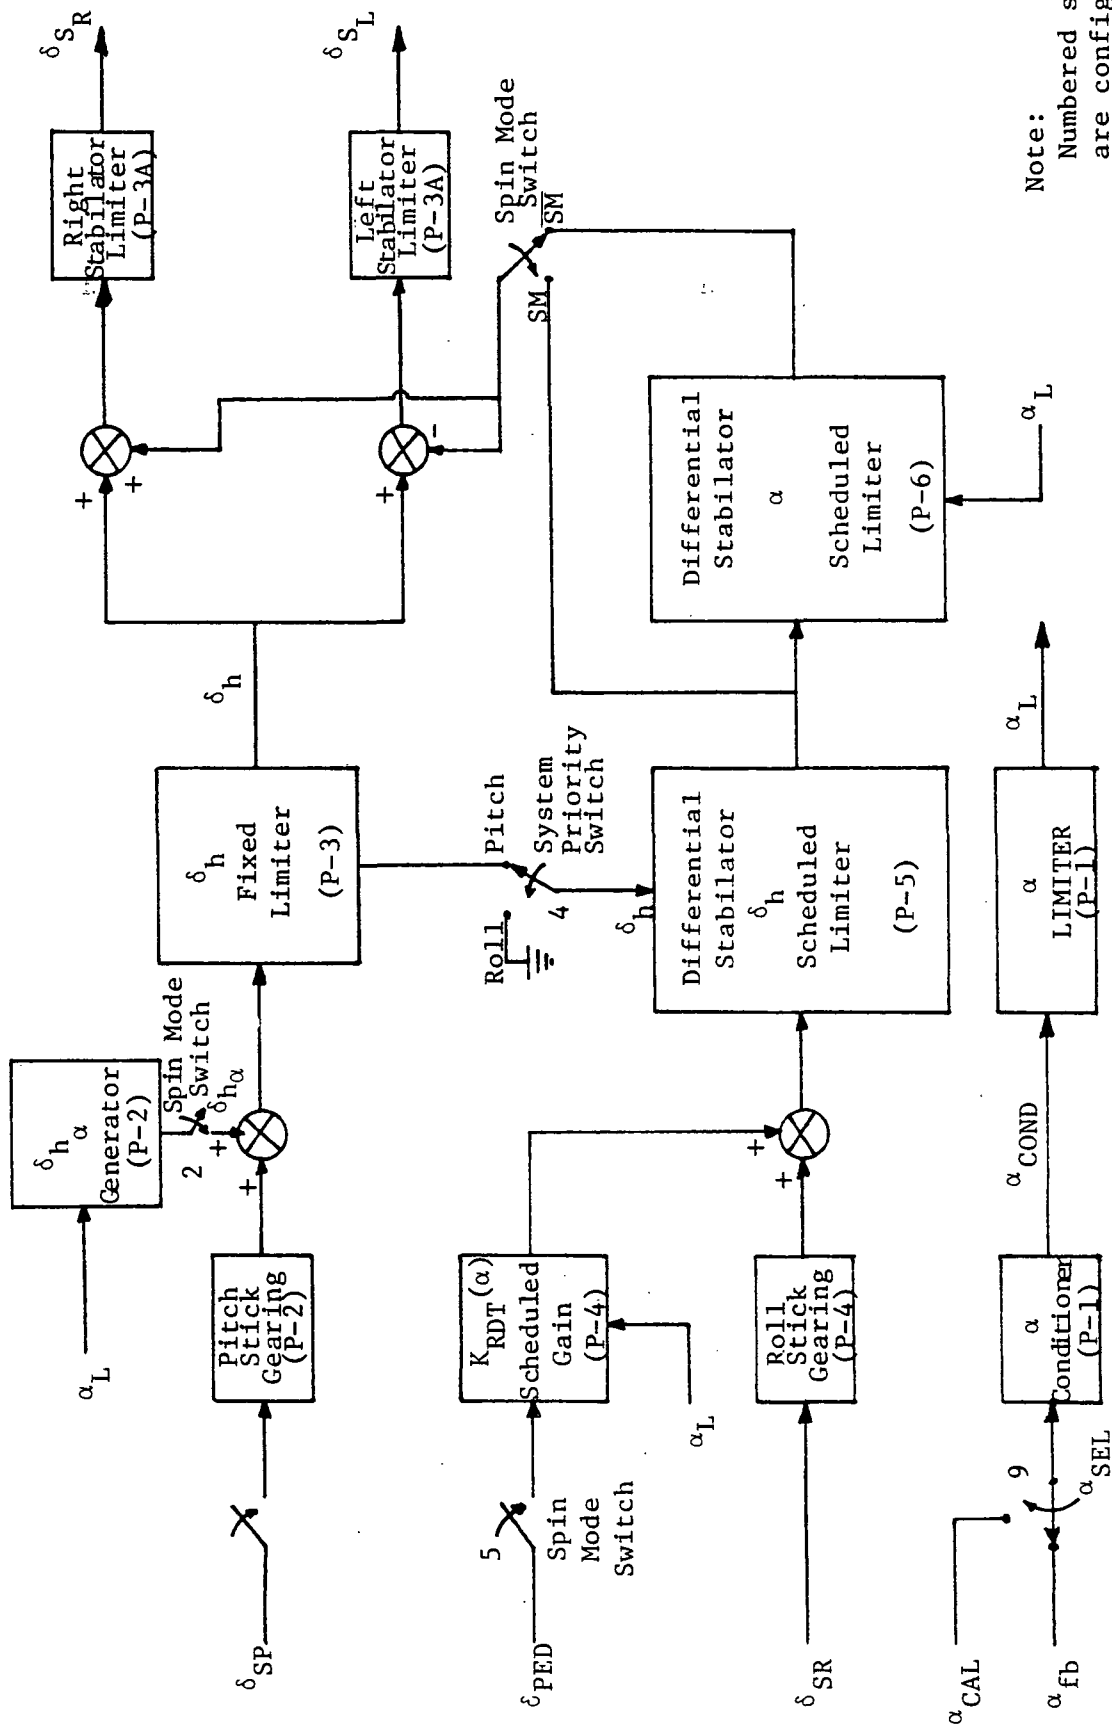 δSR
δSL
Right
Stabilator
Limiter
(P-3A)
Left
Stabilator
Limiter
(P-3A)
Spin Mode
Switch
SM
SM
+
+
+
-
δh
δh
Fixed
Limiter
(P-3)
Pitch
System
Priority
Switch
Roll
4
δh
δhα
Generator
(P-2)
Spin Mode
Switch
2
δhα
+
+
αL
Pitch
Stick
Gearing
(P-2)
δSP
KRDT(α)
Scheduled
Gain
(P-4)
αL
5
Spin
Mode
Switch
δPED
Roll
Stick
Gearing
(P-4)
δSR
+
+
Differential
Stabilator
δh
Scheduled
Limiter
(P-5)
Differential
Stabilator
α
Scheduled
Limiter
(P-6)
αL
αCAL
αfb
9
αSEL
α
Conditioner
(P-1)
αCOND
α
LIMITER
(P-1)
αL
Note:
Numbered s
are config